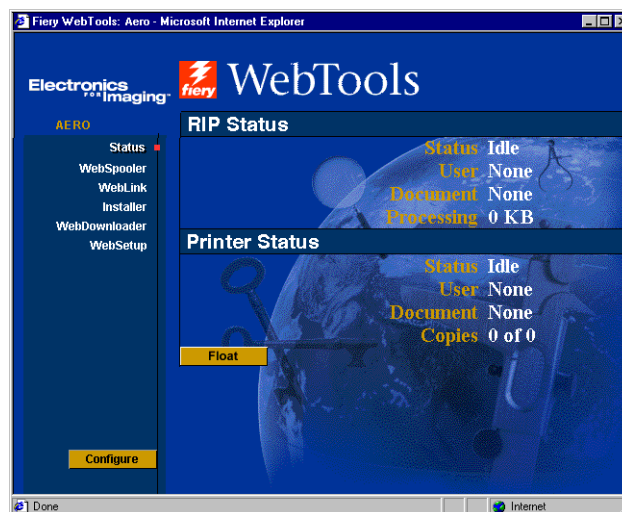 Fiery WebTools: Aero - Microsoft Internet Explorer
Electronics
FOR Imaging
fiery
WebTools
AERO
Status
WebSpooler
WebLink
Installer
WebDownloader
WebSetup
Configure
RIP Status
Status Idle
User None
Document None
Processing 0 KB
Printer Status
Status Idle
User None
Document None
Copies 0 of 0
Float
Done
Internet